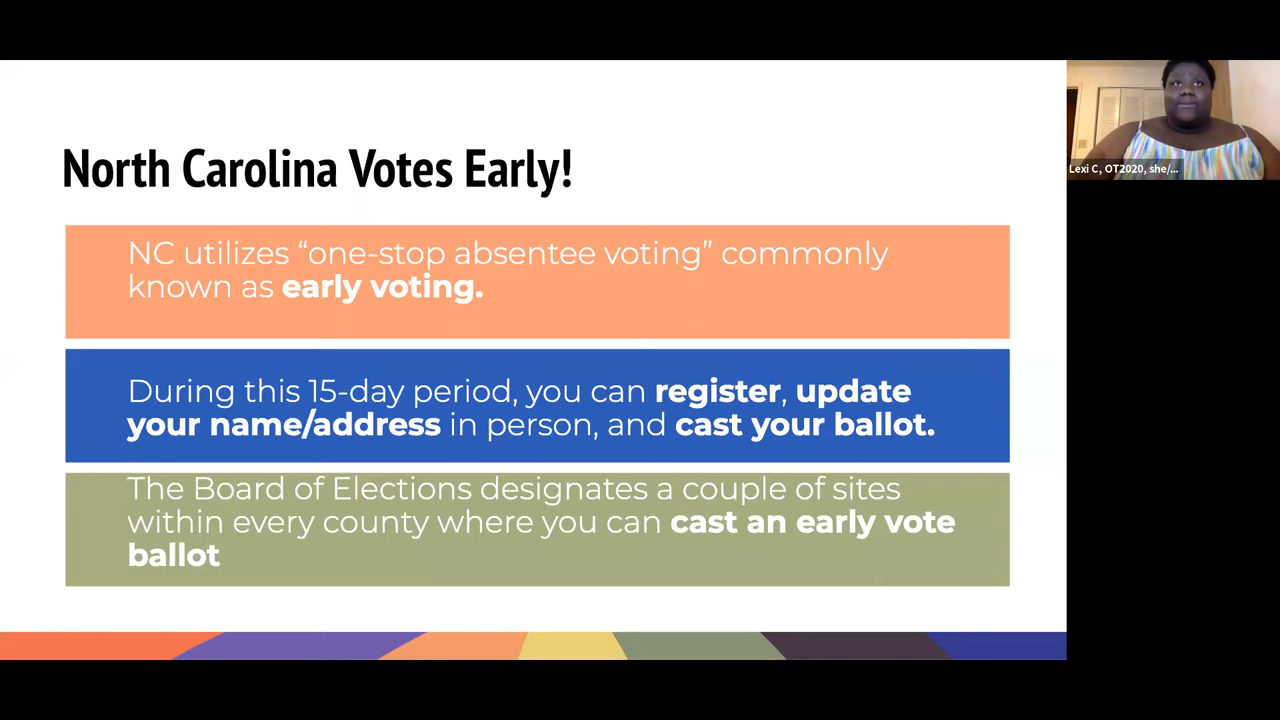 North Carolina Votes Early!
NC utilizes “one-stop absentee voting” commonly
known as early voting.
During this 15-day period, you can register, update
your name/address in person, and cast your ballot.
The Board of Elections designates a couple of sites
within every county where you can cast an early vote
ballot
Lexi C, OT2020, she/...